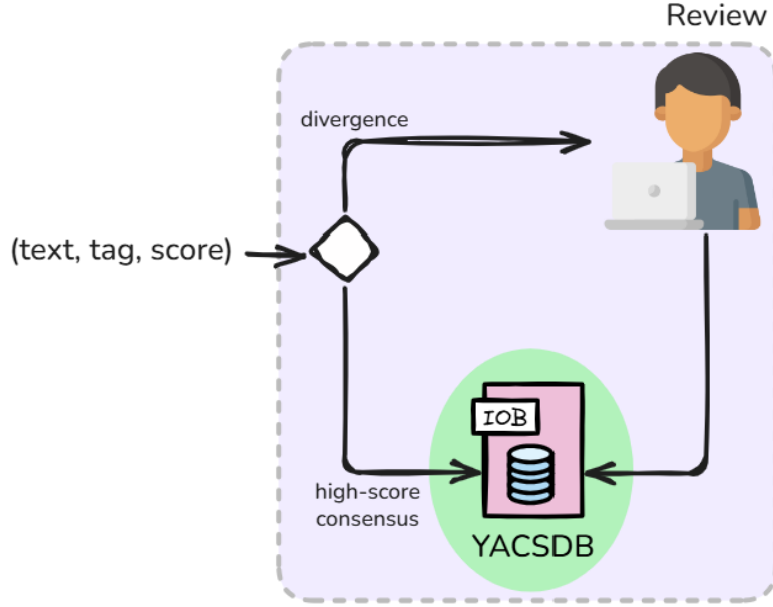 Review
divergence
(text, tag, score)
IOB
high-score
consensus
YACSDB